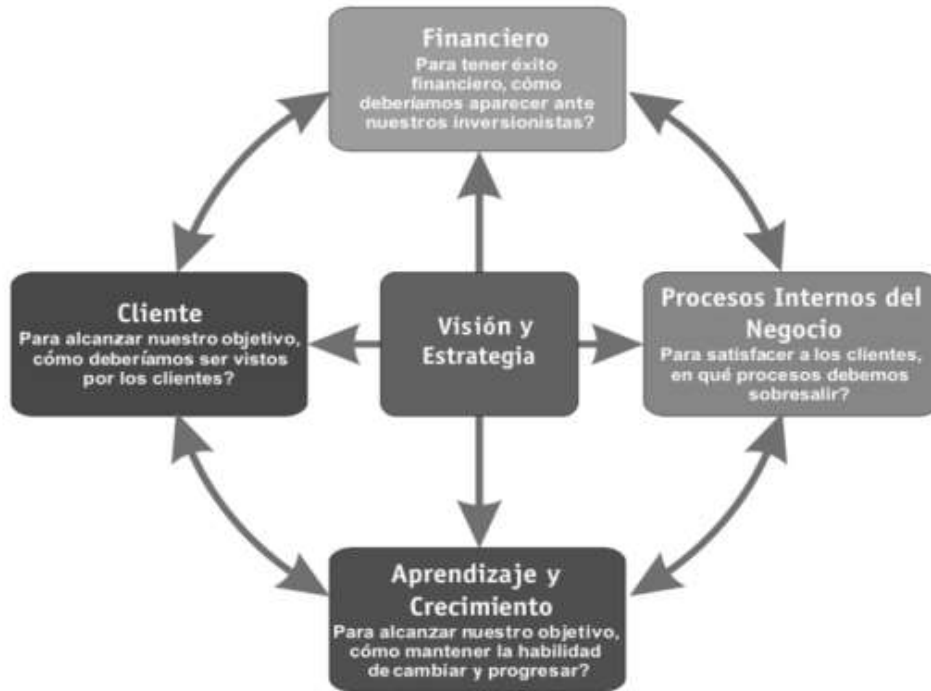 Financiero
Para tener éxito
financiero, cómo
deberíamos aparecer ante
nuestros inversionistas?
Cliente
Para alcanzar nuestro objetivo,
cómo deberíamos ser vistos
por los clientes?
Visión y
Estrategia
Procesos Internos del
Negocio
Para satisfacer a los clientes,
en qué procesos debemos
sobresalir?
Aprendizaje y
Crecimiento
Para alcanzar nuestro objetivo,
cómo mantener la habilidad
de cambiar y progresar?